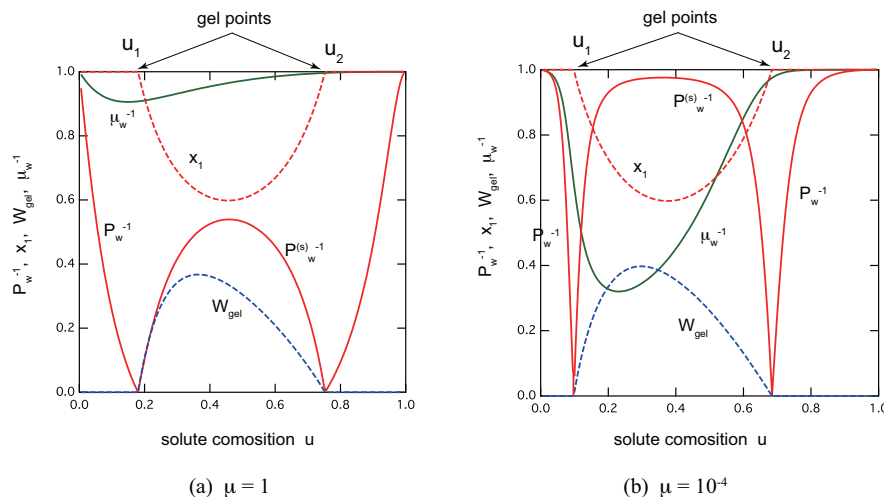 gel points
u1
u2
1.0
0.8
0.6
0.4
0.2
0.0
0.0
0.2
0.4
0.6
0.8
1.0
Pw-1, x1, Wgel, μw-1
μw-1
x1
Pw-1
P(s)w-1
Wgel
solute comosition u
(a) μ = 1
gel points
u1
u2
1.0
0.8
0.6
0.4
0.2
0.0
0.0
0.2
0.4
0.6
0.8
1.0
Pw-1, x1, Wgel, μw-1
P(s)w-1
x1
Pw-1
Pw-1
μw-1
Wgel
solute comosition u
(b) μ = 10-4